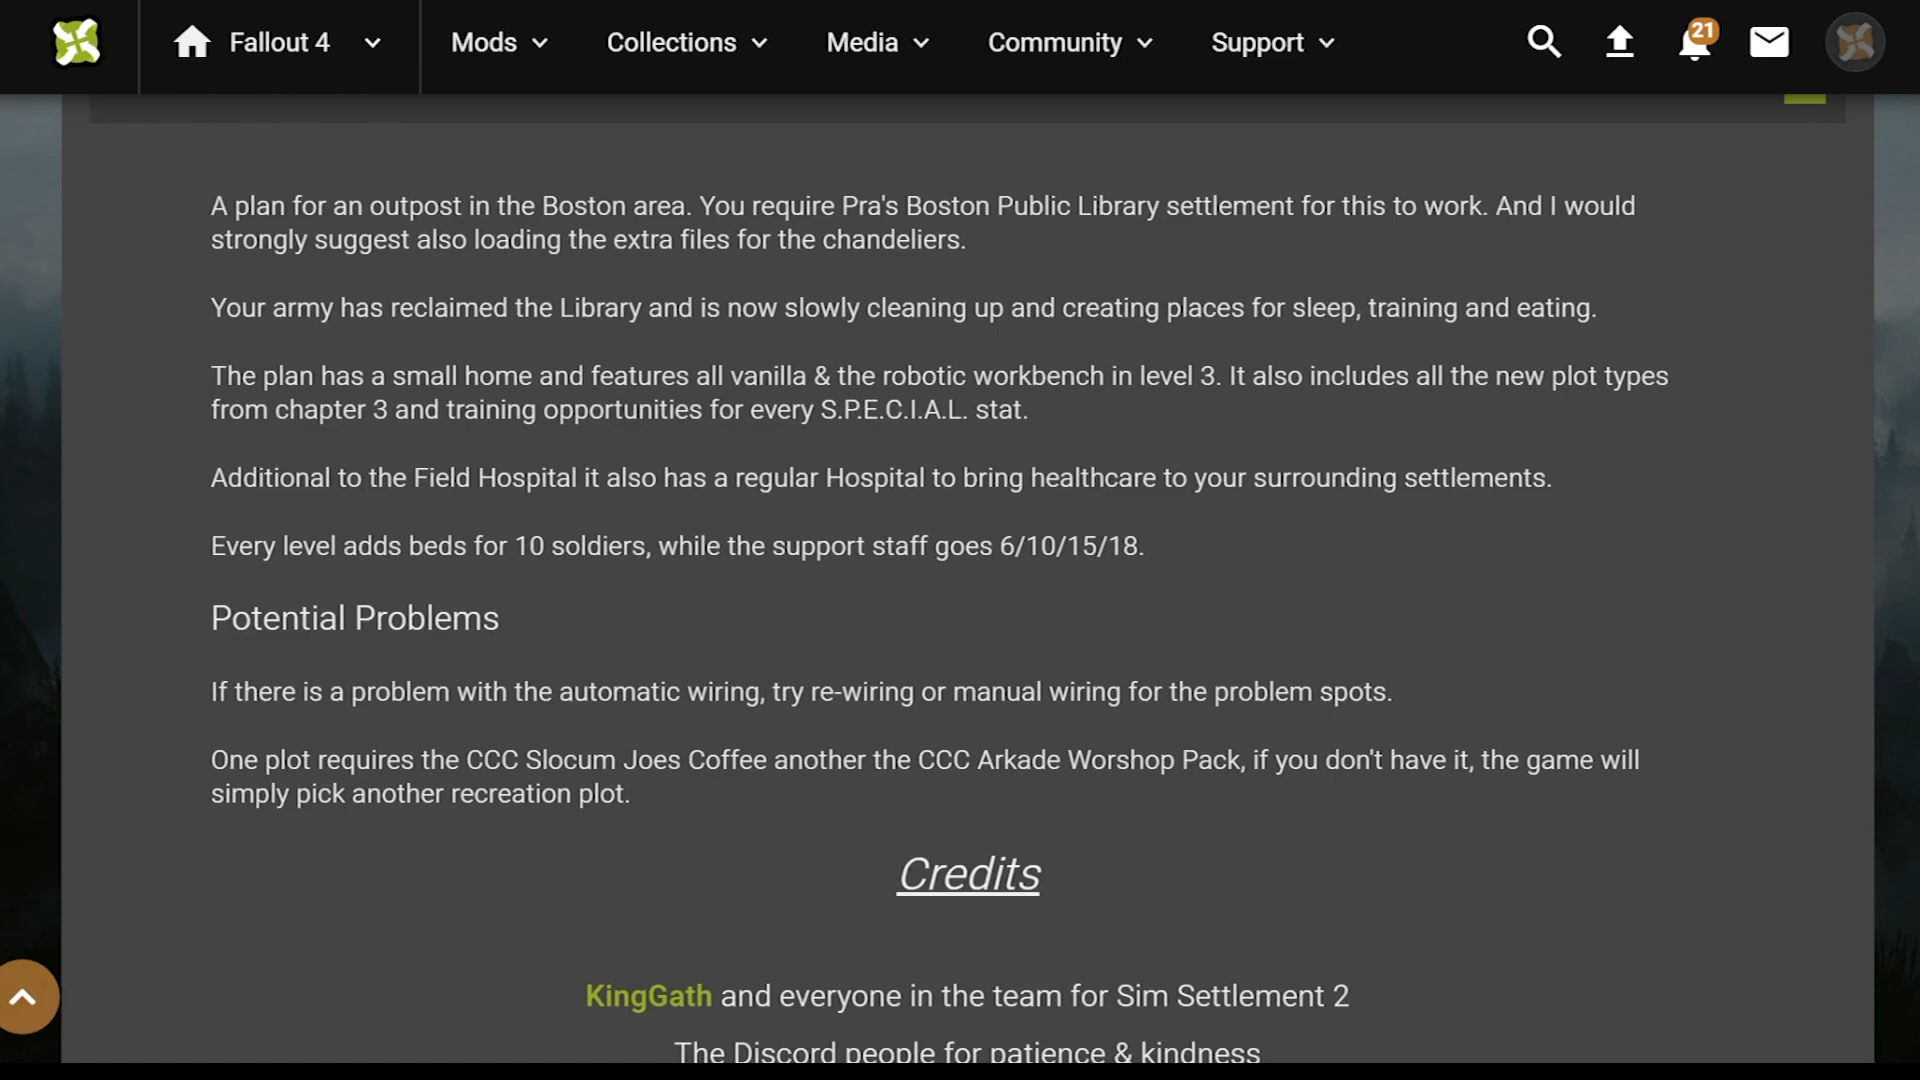 Fallout 4 Mods Collections Media Community Support 21
A plan for an outpost in the Boston area. You require Pra's Boston Public Library settlement for this to work. And I would
strongly suggest also loading the extra files for the chandeliers.
Your army has reclaimed the Library and is now slowly cleaning up and creating places for sleep, training and eating.
The plan has a small home and features all vanilla & the robotic workbench in level 3. It also includes all the new plot types
from chapter 3 and training opportunities for every S.P.E.C.I.A.L. stat.
Additional to the Field Hospital it also has a regular Hospital to bring healthcare to your surrounding settlements.
Every level adds beds for 10 soldiers, while the support staff goes 6/10/15/18.
Potential Problems
If there is a problem with the automatic wiring, try re-wiring or manual wiring for the problem spots.
One plot requires the CCC Slocum Joes Coffee another the CCC Arkade Worshop Pack, if you don't have it, the game will
simply pick another recreation plot.
Credits
KingGath and everyone in the team for Sim Settlement 2
The Discord people for patience & kindness